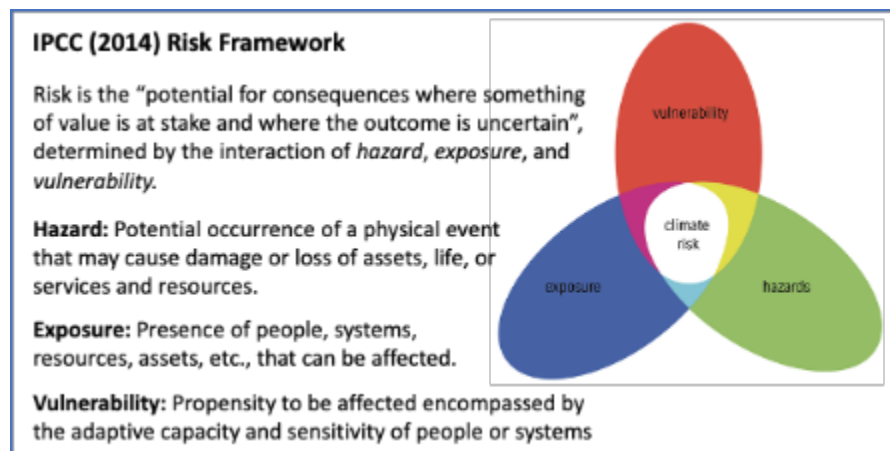 IPCC (2014) Risk Framework
Risk is the “potential for consequences where something
of value is at stake and where the outcome is uncertain”,
determined by the interaction of hazard, exposure, and
vulnerability.
Hazard: Potential occurrence of a physical event
that may cause damage or loss of assets, life, or
services and resources.
Exposure: Presence of people, systems,
resources, assets, etc., that can be affected.
Vulnerability: Propensity to be affected encompassed by
the adaptive capacity and sensitivity of people or systems
vulnerability
climate
risk
exposure
hazards